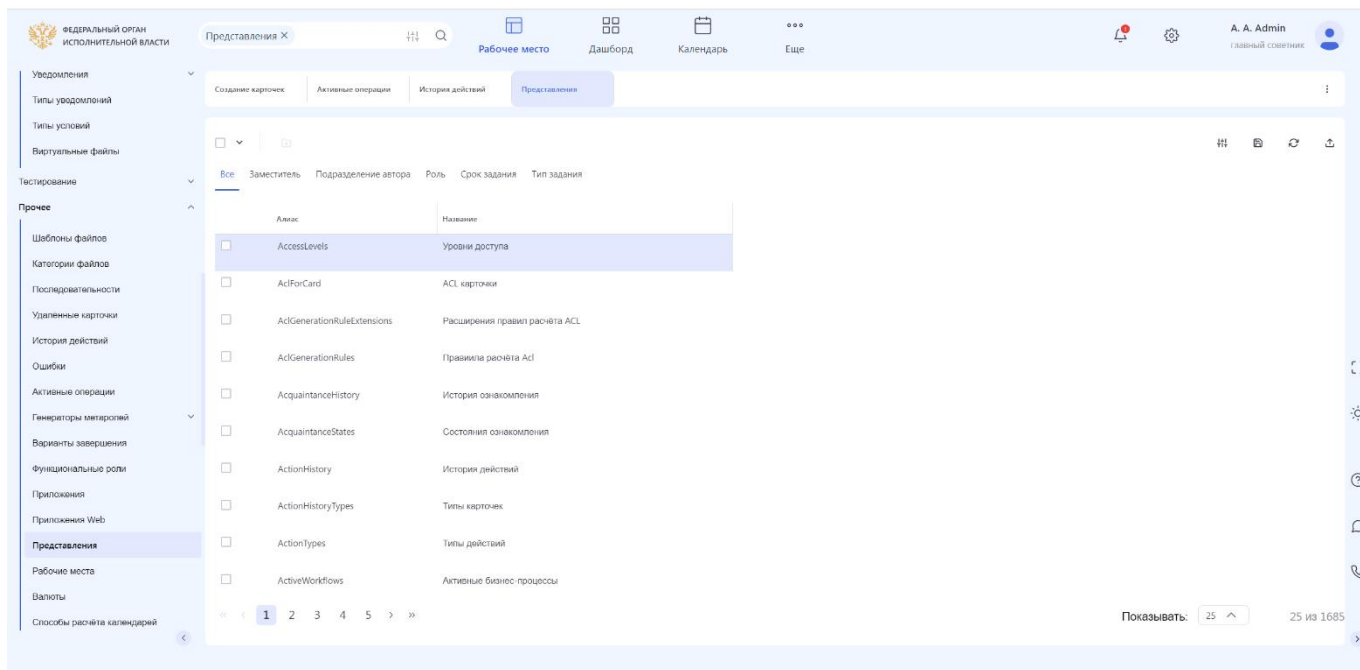 ФЕДЕРАЛЬНЫЙ ОРГАН
ИСПОЛНИТЕЛЬНОЙ ВЛАСТИ
Представления ×
Рабочее место
Дашборд
Календарь
Еще
A. A. Admin
главный советник
Уведомления
Типы уведомлений
Типы условий
Виртуальные файлы
Тестирование
Прочее
Шаблоны файлов
Категории файлов
Последовательности
Удаленные карточки
История действий
Ошибки
Активные операции
Генераторы метаролей
Варианты завершения
Функциональные роли
Приложения
Приложения Web
Представления
Рабочие места
Валюты
Способы расчёта календарей
Создание карточек Активные операции История действий Представления
Все Заместитель Подразделение автора Роль Срок задания Тип задания
Алиас Название
AccessLevels Уровни доступа
AclForCard ACL карточки
AclGenerationRuleExtensions Расширения правил расчёта ACL
AclGenerationRules Правиила расчёта Acl
AcquaintanceHistory История ознакомления
AcquaintanceStates Состояния ознакомления
ActionHistory История действий
ActionHistoryTypes Типы карточек
ActionTypes Типы действий
ActiveWorkflows Активные бизнес-процессы
« ‹ 1 2 3 4 5 › »
Показывать: 25 25 из 1685